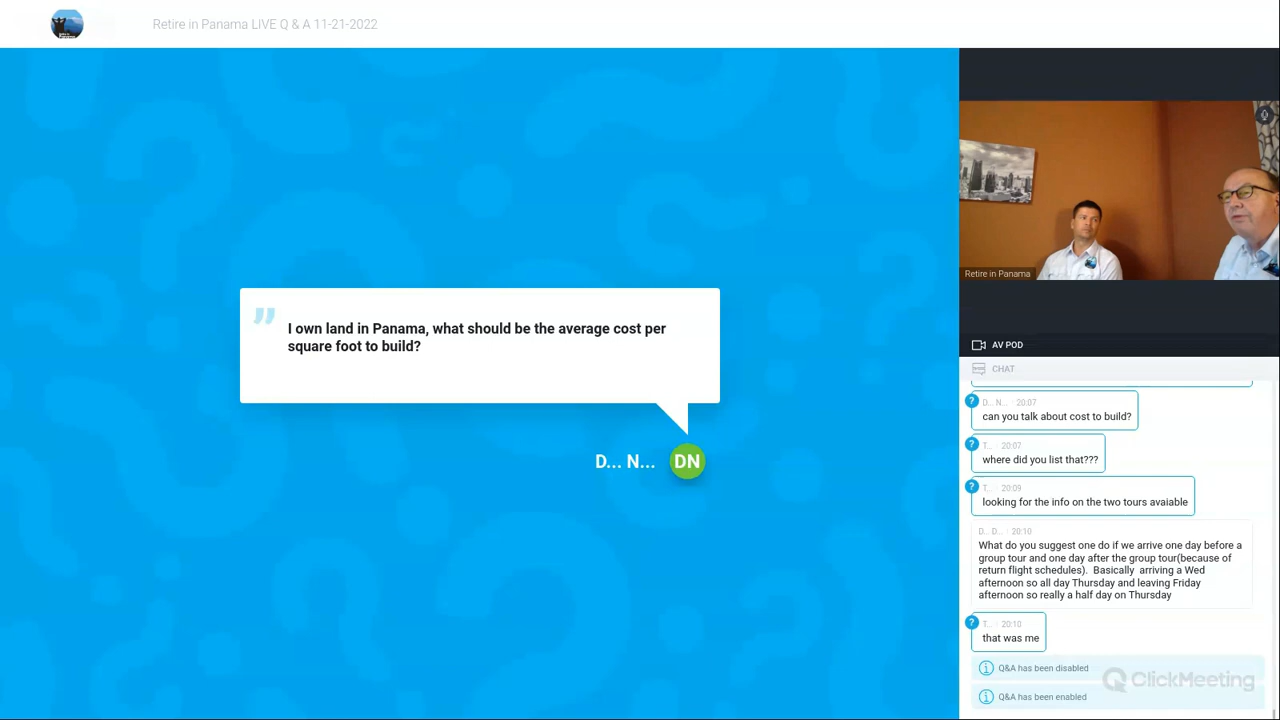 Retire in Panama LIVE Q & A 11-21-2022
I own land in Panama, what should be the average cost per
square foot to build?
D... N...
DN
Retire in Panama
AV POD
CHAT
D... N... 20:07
can you talk about cost to build?
T... 20:07
where did you list that???
T... 20:09
looking for the info on the two tours avaiable
D... D... 20:10
What do you suggest one do if we arrive one day before a
group tour and one day after the group tour(because of
return flight schedules). Basically arriving a Wed
afternoon so all day Thursday and leaving Friday
afternoon so really a half day on Thursday
T... 20:10
that was me
Q&A has been disabled
Q&A has been enabled
ClickMeeting